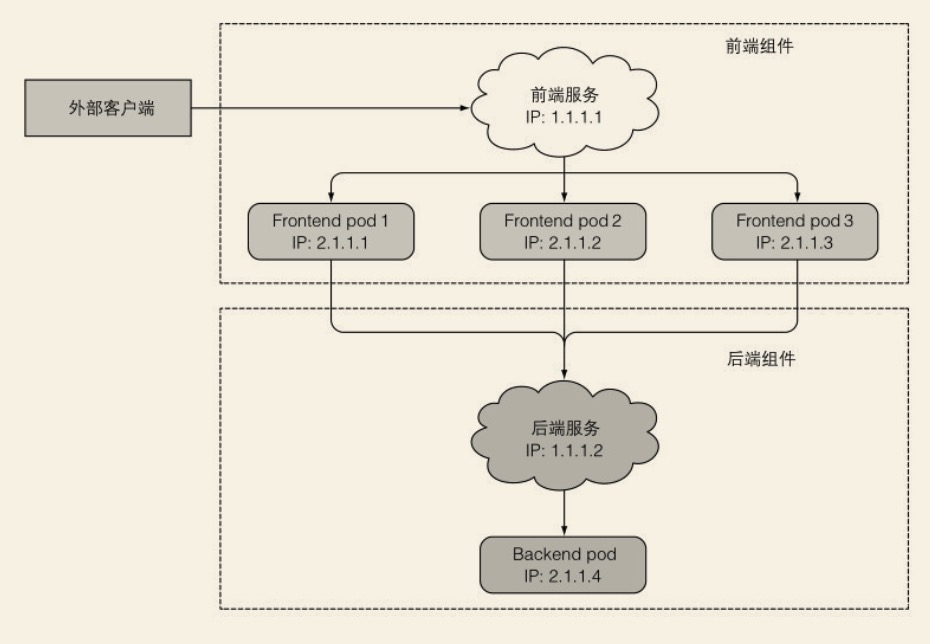 前端组件
外部客户端
前端服务
IP: 1.1.1.1
Frontend pod 1
IP: 2.1.1.1
Frontend pod 2
IP: 2.1.1.2
Frontend pod 3
IP: 2.1.1.3
后端组件
后端服务
IP: 1.1.1.2
Backend pod
IP: 2.1.1.4